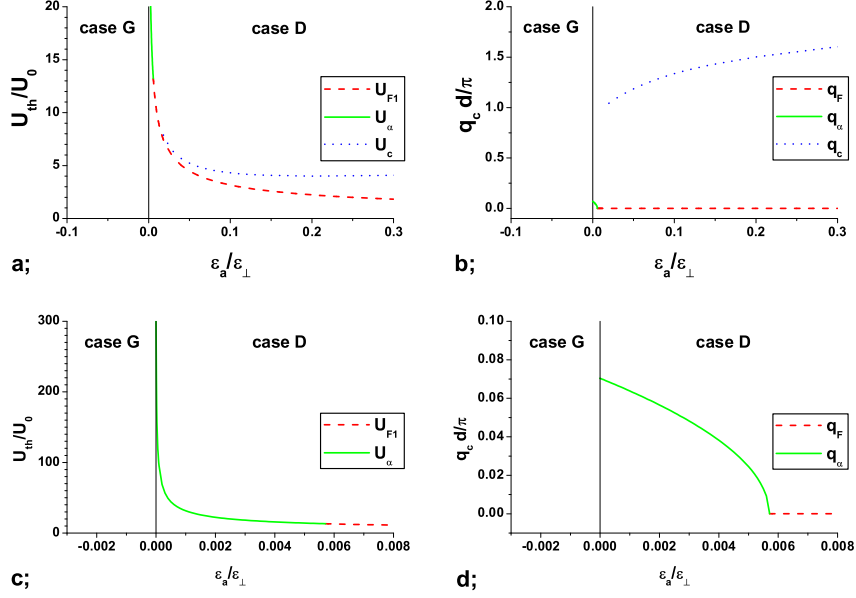 case G
case D
20
15
10
5
0
U_th/U_0
U_F1
U_α
U_c
-0.1
0.0
0.1
0.2
0.3
ε_a/ε_⊥
a;
case G
case D
2.0
1.5
1.0
0.5
0.0
q_c d/π
q_F
q_α
q_c
-0.1
0.0
0.1
0.2
0.3
ε_a/ε_⊥
b;
case G
case D
300
200
100
0
U_th/U_0
U_F1
U_α
-0.002
0.000
0.002
0.004
0.006
0.008
ε_a/ε_⊥
c;
case G
case D
0.10
0.08
0.06
0.04
0.02
0.00
q_c d/π
q_F
q_α
-0.002
0.000
0.002
0.004
0.006
0.008
ε_a/ε_⊥
d;